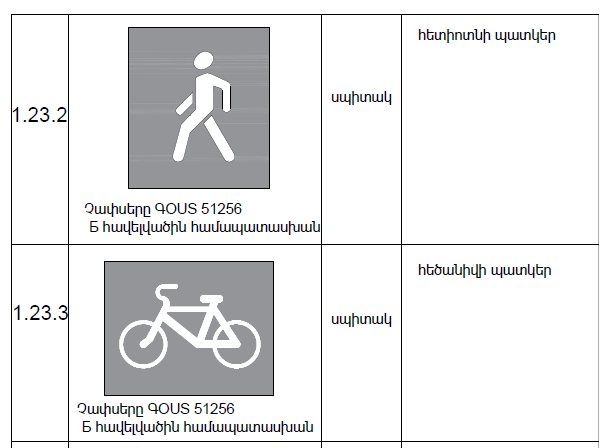 1.23.2
Չափսերը ԳՕՍՏ 51256
Բ հավելվածին համապատասխան
սպիտակ
հետիոտնի պատկեր
1.23.3
Չափսերը ԳՕՍՏ 51256
Բ հավելվածին համապատասխան
սպիտակ
հեծանիվի պատկեր